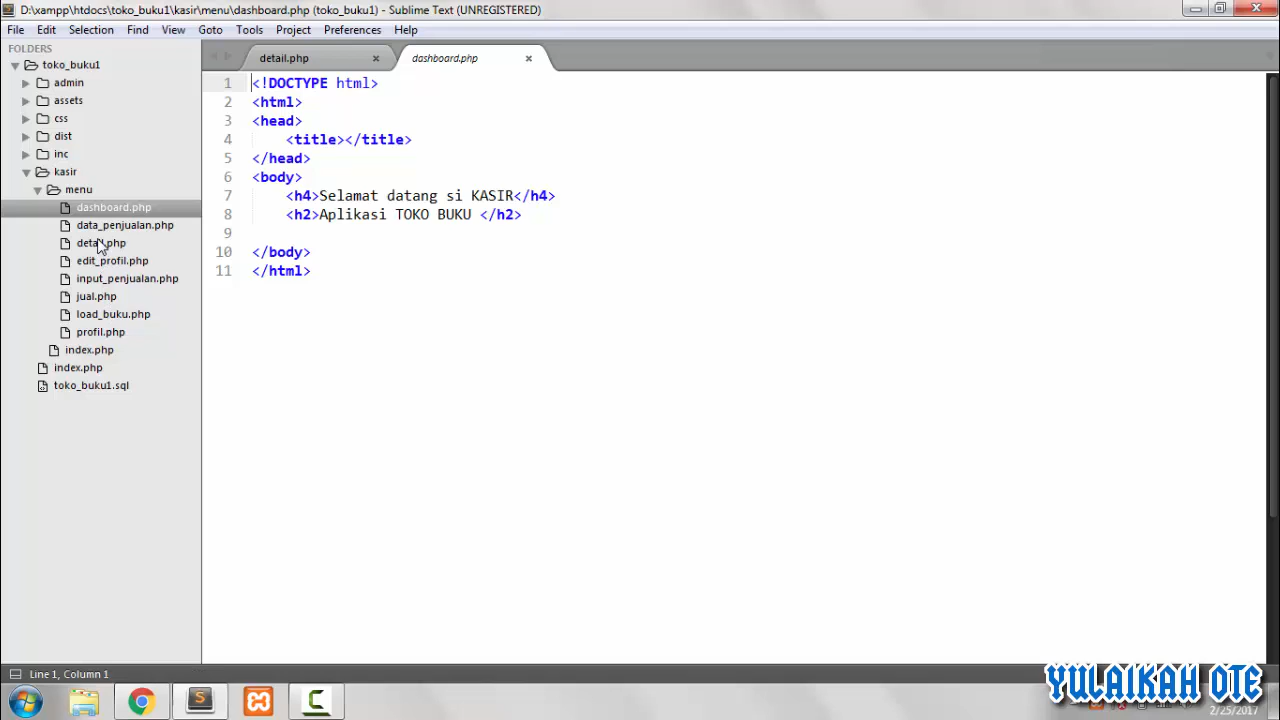 D:\xampp\htdocs\toko_buku1\kasir\menu\dashboard.php (toko_buku1) - Sublime Text (UNREGISTERED)
File Edit Selection Find View Goto Tools Project Preferences Help
FOLDERS
toko_buku1
admin
assets
css
dist
inc
kasir
menu
dashboard.php
data_penjualan.php
detail.php
edit_profil.php
input_penjualan.php
jual.php
load_buku.php
profil.php
index.php
index.php
toko_buku1.sql
detail.php dashboard.php
1 <!DOCTYPE html>
2 <html>
3 <head>
4 <title></title>
5 </head>
6 <body>
7 <h4>Selamat datang si KASIR</h4>
8 <h2>Aplikasi TOKO BUKU </h2>
9
10 </body>
11 </html>
Line 1, Column 1
YULAIKAH OTE
2/25/2017